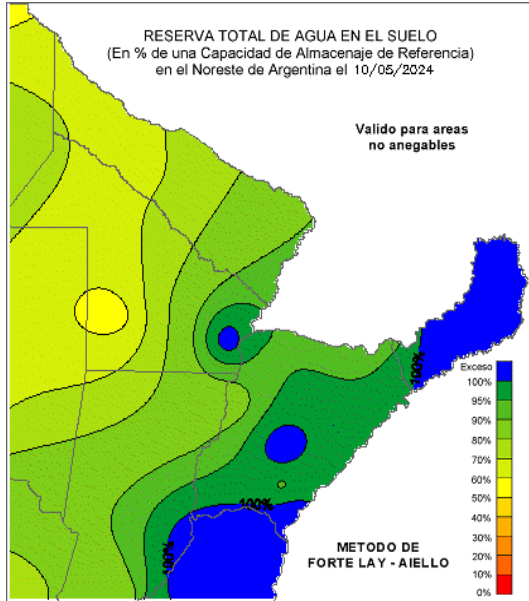 RESERVA TOTAL DE AGUA EN EL SUELO
(En % de una Capacidad de Almacenaje de Referencia)
en el Noreste de Argentina el 10/05/2024
Valido para areas
no anegables
100%
100%
100%
Exceso
100%
95%
90%
80%
70%
60%
50%
40%
30%
20%
10%
0%
METODO DE
FORTE LAY - AIELLO